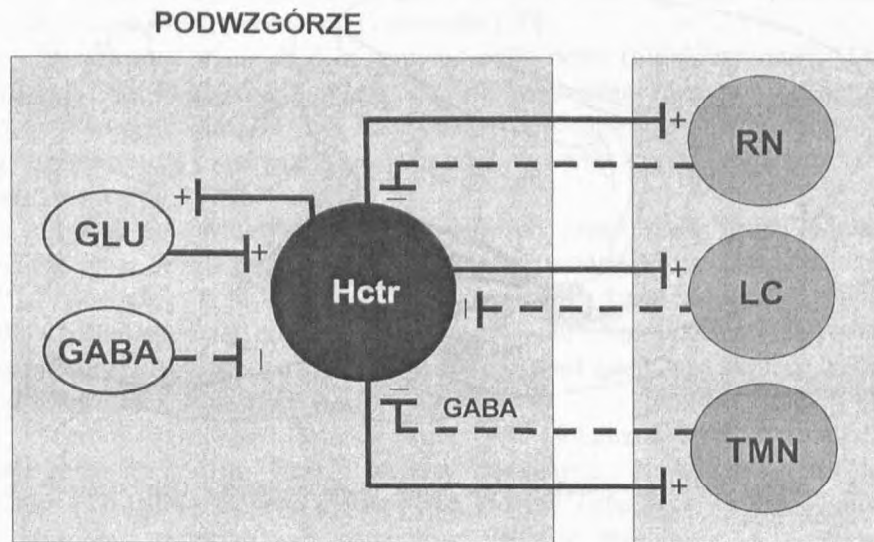 PODWZGÓRZE
+
RN
–
+
GLU
+
Hctr
+
LC
–
GABA
–
–
GABA
TMN
+